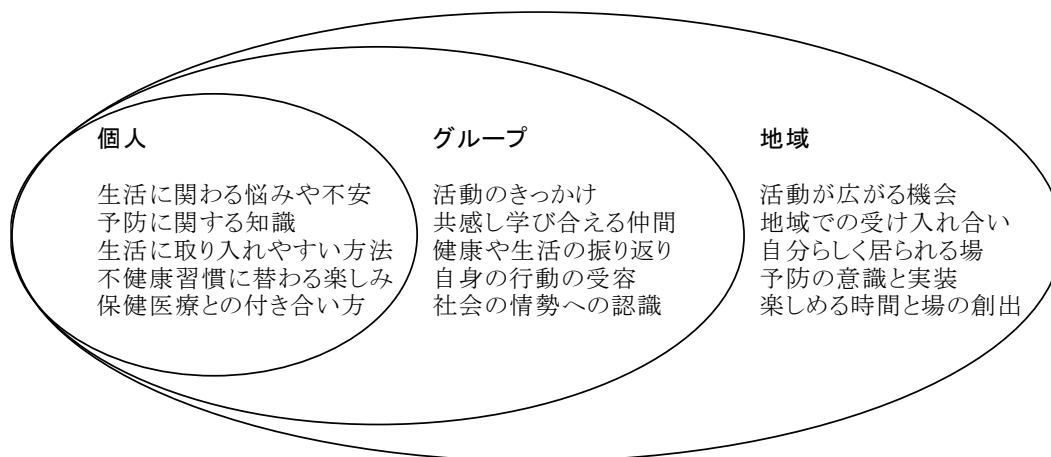 個人
生活に関わる悩みや不安
予防に関する知識
生活に取り入れやすい方法
不健康習慣に替わる楽しみ
保健医療との付き合い方
グループ
活動のきっかけ
共感し学び合える仲間
健康や生活の振り返り
自身の行動の受容
社会の情勢への認識
地域
活動が広がる機会
地域での受け入れ合い
自分らしく居られる場
予防の意識と実装
楽しめる時間と場の創出